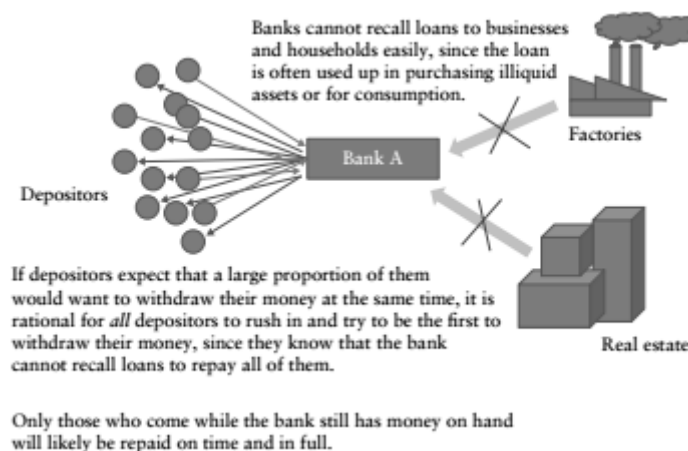 Banks cannot recall loans to businesses
and households easily, since the loan
is often used up in purchasing illiquid
assets or for consumption.
Factories
Bank A
Depositors
If depositors expect that a large proportion of them
would want to withdraw their money at the same time, it is
rational for all depositors to rush in and try to be the first to
withdraw their money, since they know that the bank
cannot recall loans to repay all of them.
Real estate
Only those who come while the bank still has money on hand
will likely be repaid on time and in full.